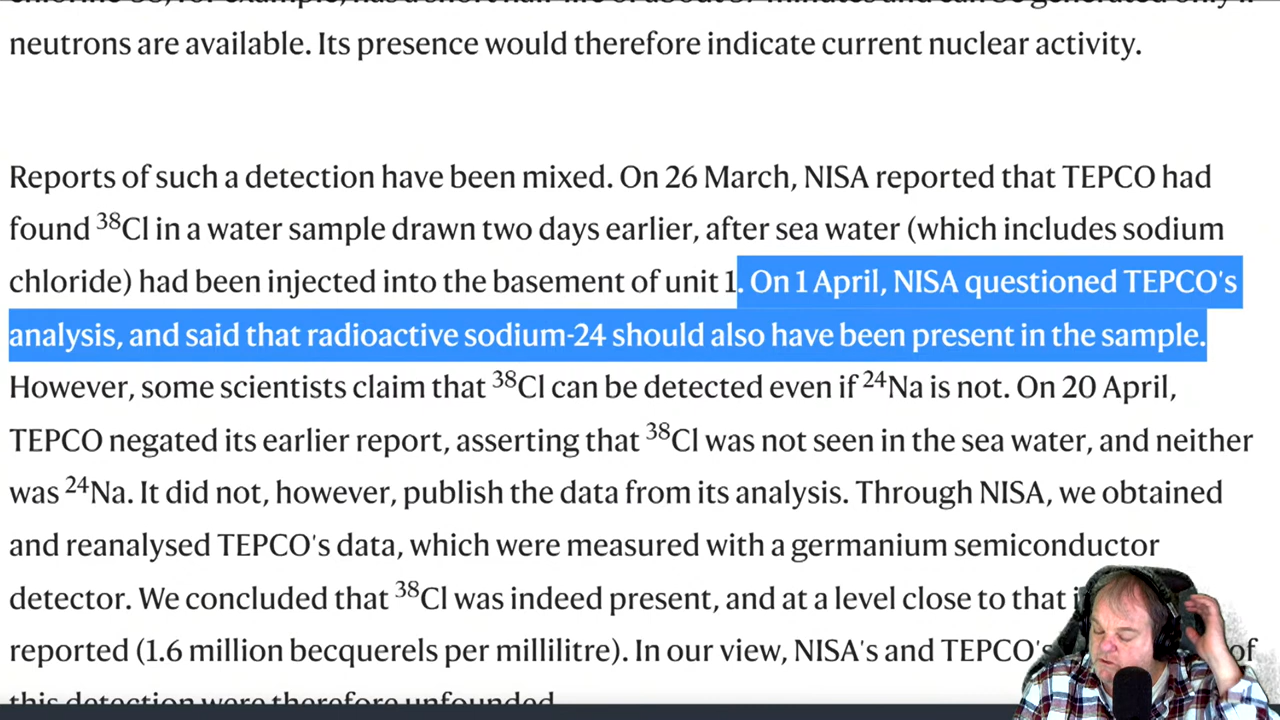 neutrons are available. Its presence would therefore indicate current nuclear activity.
Reports of such a detection have been mixed. On 26 March, NISA reported that TEPCO had
found ³⁸Cl in a water sample drawn two days earlier, after sea water (which includes sodium
chloride) had been injected into the basement of unit 1. On 1 April, NISA questioned TEPCO's
analysis, and said that radioactive sodium-24 should also have been present in the sample.
However, some scientists claim that ³⁸Cl can be detected even if ²⁴Na is not. On 20 April,
TEPCO negated its earlier report, asserting that ³⁸Cl was not seen in the sea water, and neither
was ²⁴Na. It did not, however, publish the data from its analysis. Through NISA, we obtained
and reanalysed TEPCO's data, which were measured with a germanium semiconductor
detector. We concluded that ³⁸Cl was indeed present, and at a level close to that
reported (1.6 million becquerels per millilitre). In our view, NISA's and TEPCO's of
this detection were therefore unfounded.